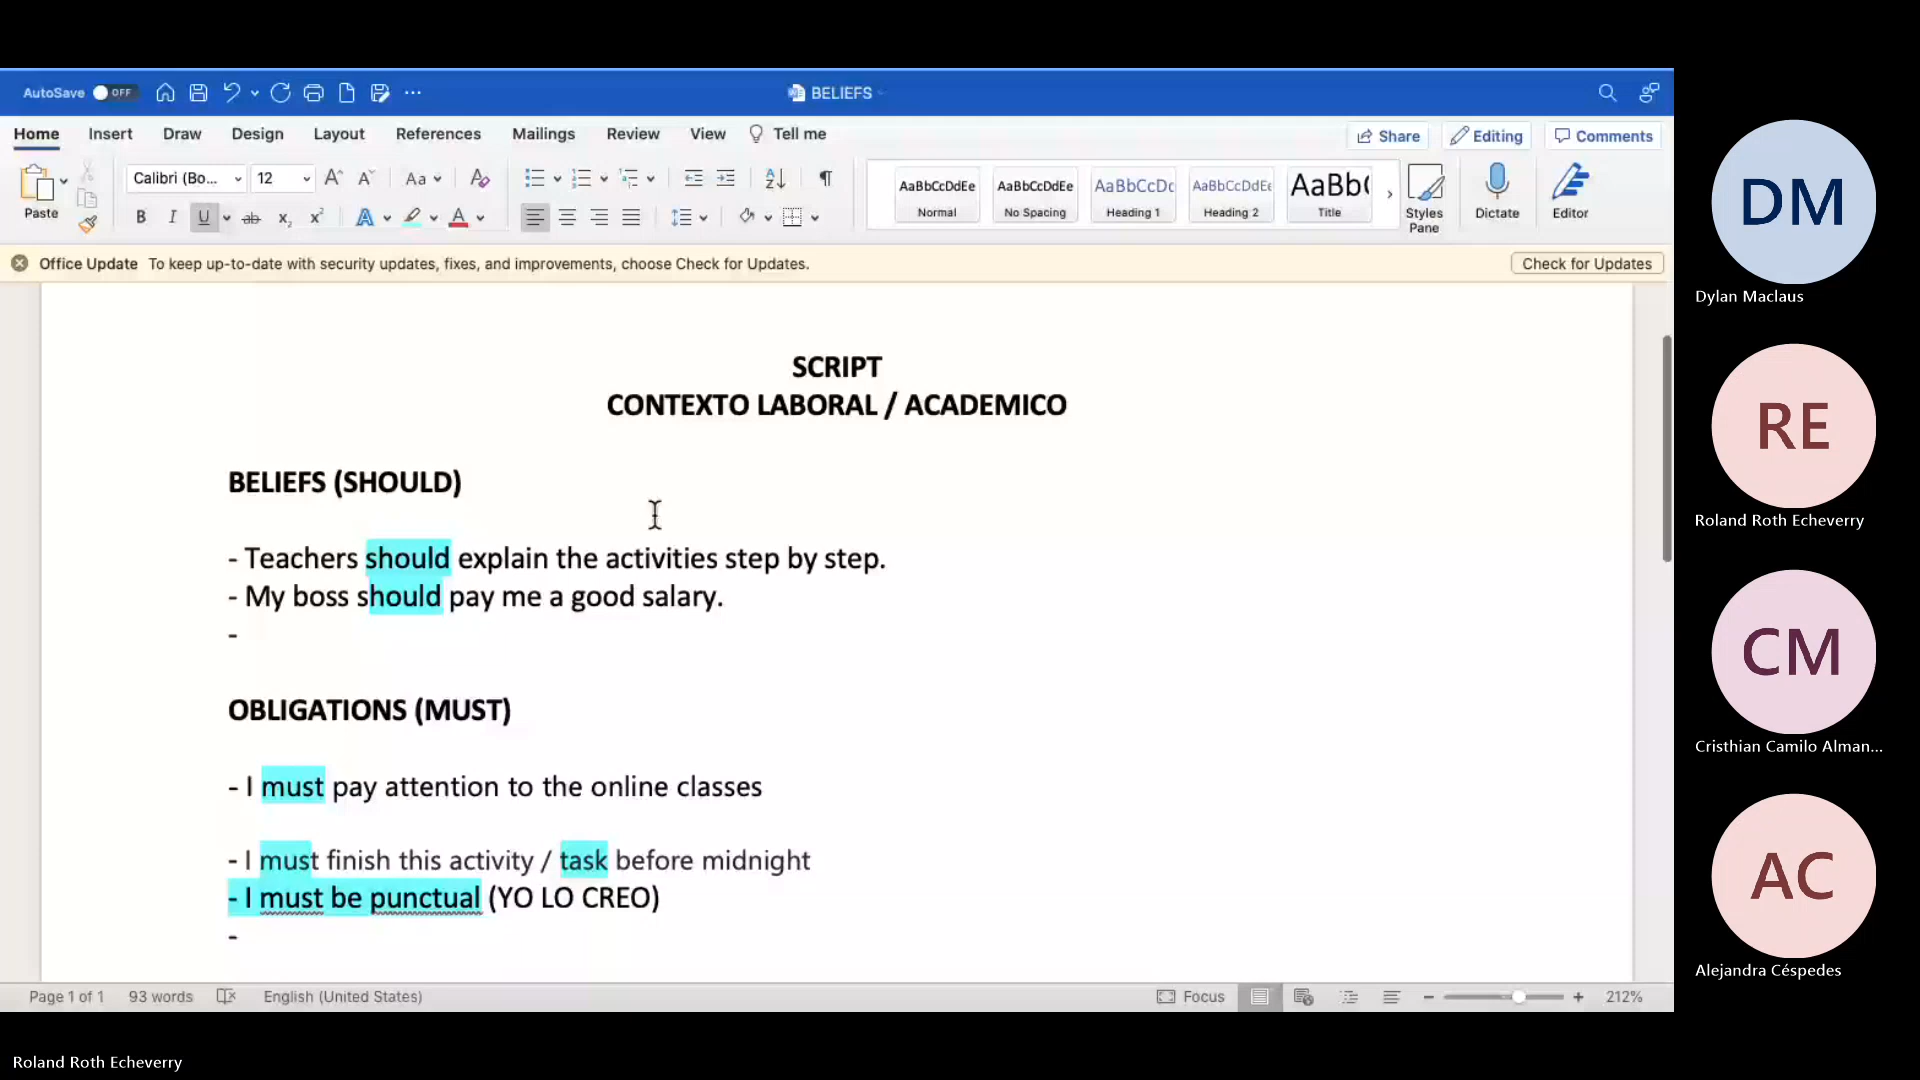 AutoSave OFF
BELIEFS
Home Insert Draw Design Layout References Mailings Review View Tell me
Share Editing Comments
Paste
Calibri (Bo... 12
AaBbCcDdEe AaBbCcDdEe AaBbCcDc AaBbCcDdEe AaBb(
Normal No Spacing Heading 1 Heading 2 Title
Styles Pane
Dictate
Editor
Office Update To keep up-to-date with security updates, fixes, and improvements, choose Check for Updates.
Check for Updates
SCRIPT
CONTEXTO LABORAL / ACADEMICO
BELIEFS (SHOULD)
- Teachers should explain the activities step by step.
- My boss should pay me a good salary.
-
OBLIGATIONS (MUST)
- I must pay attention to the online classes
- I must finish this activity / task before midnight
- I must be punctual (YO LO CREO)
-
Page 1 of 1 93 words English (United States) Focus 212%
DM
Dylan Maclaus
RE
Roland Roth Echeverry
CM
Cristhian Camilo Alman...
AC
Alejandra Céspedes
Roland Roth Echeverry